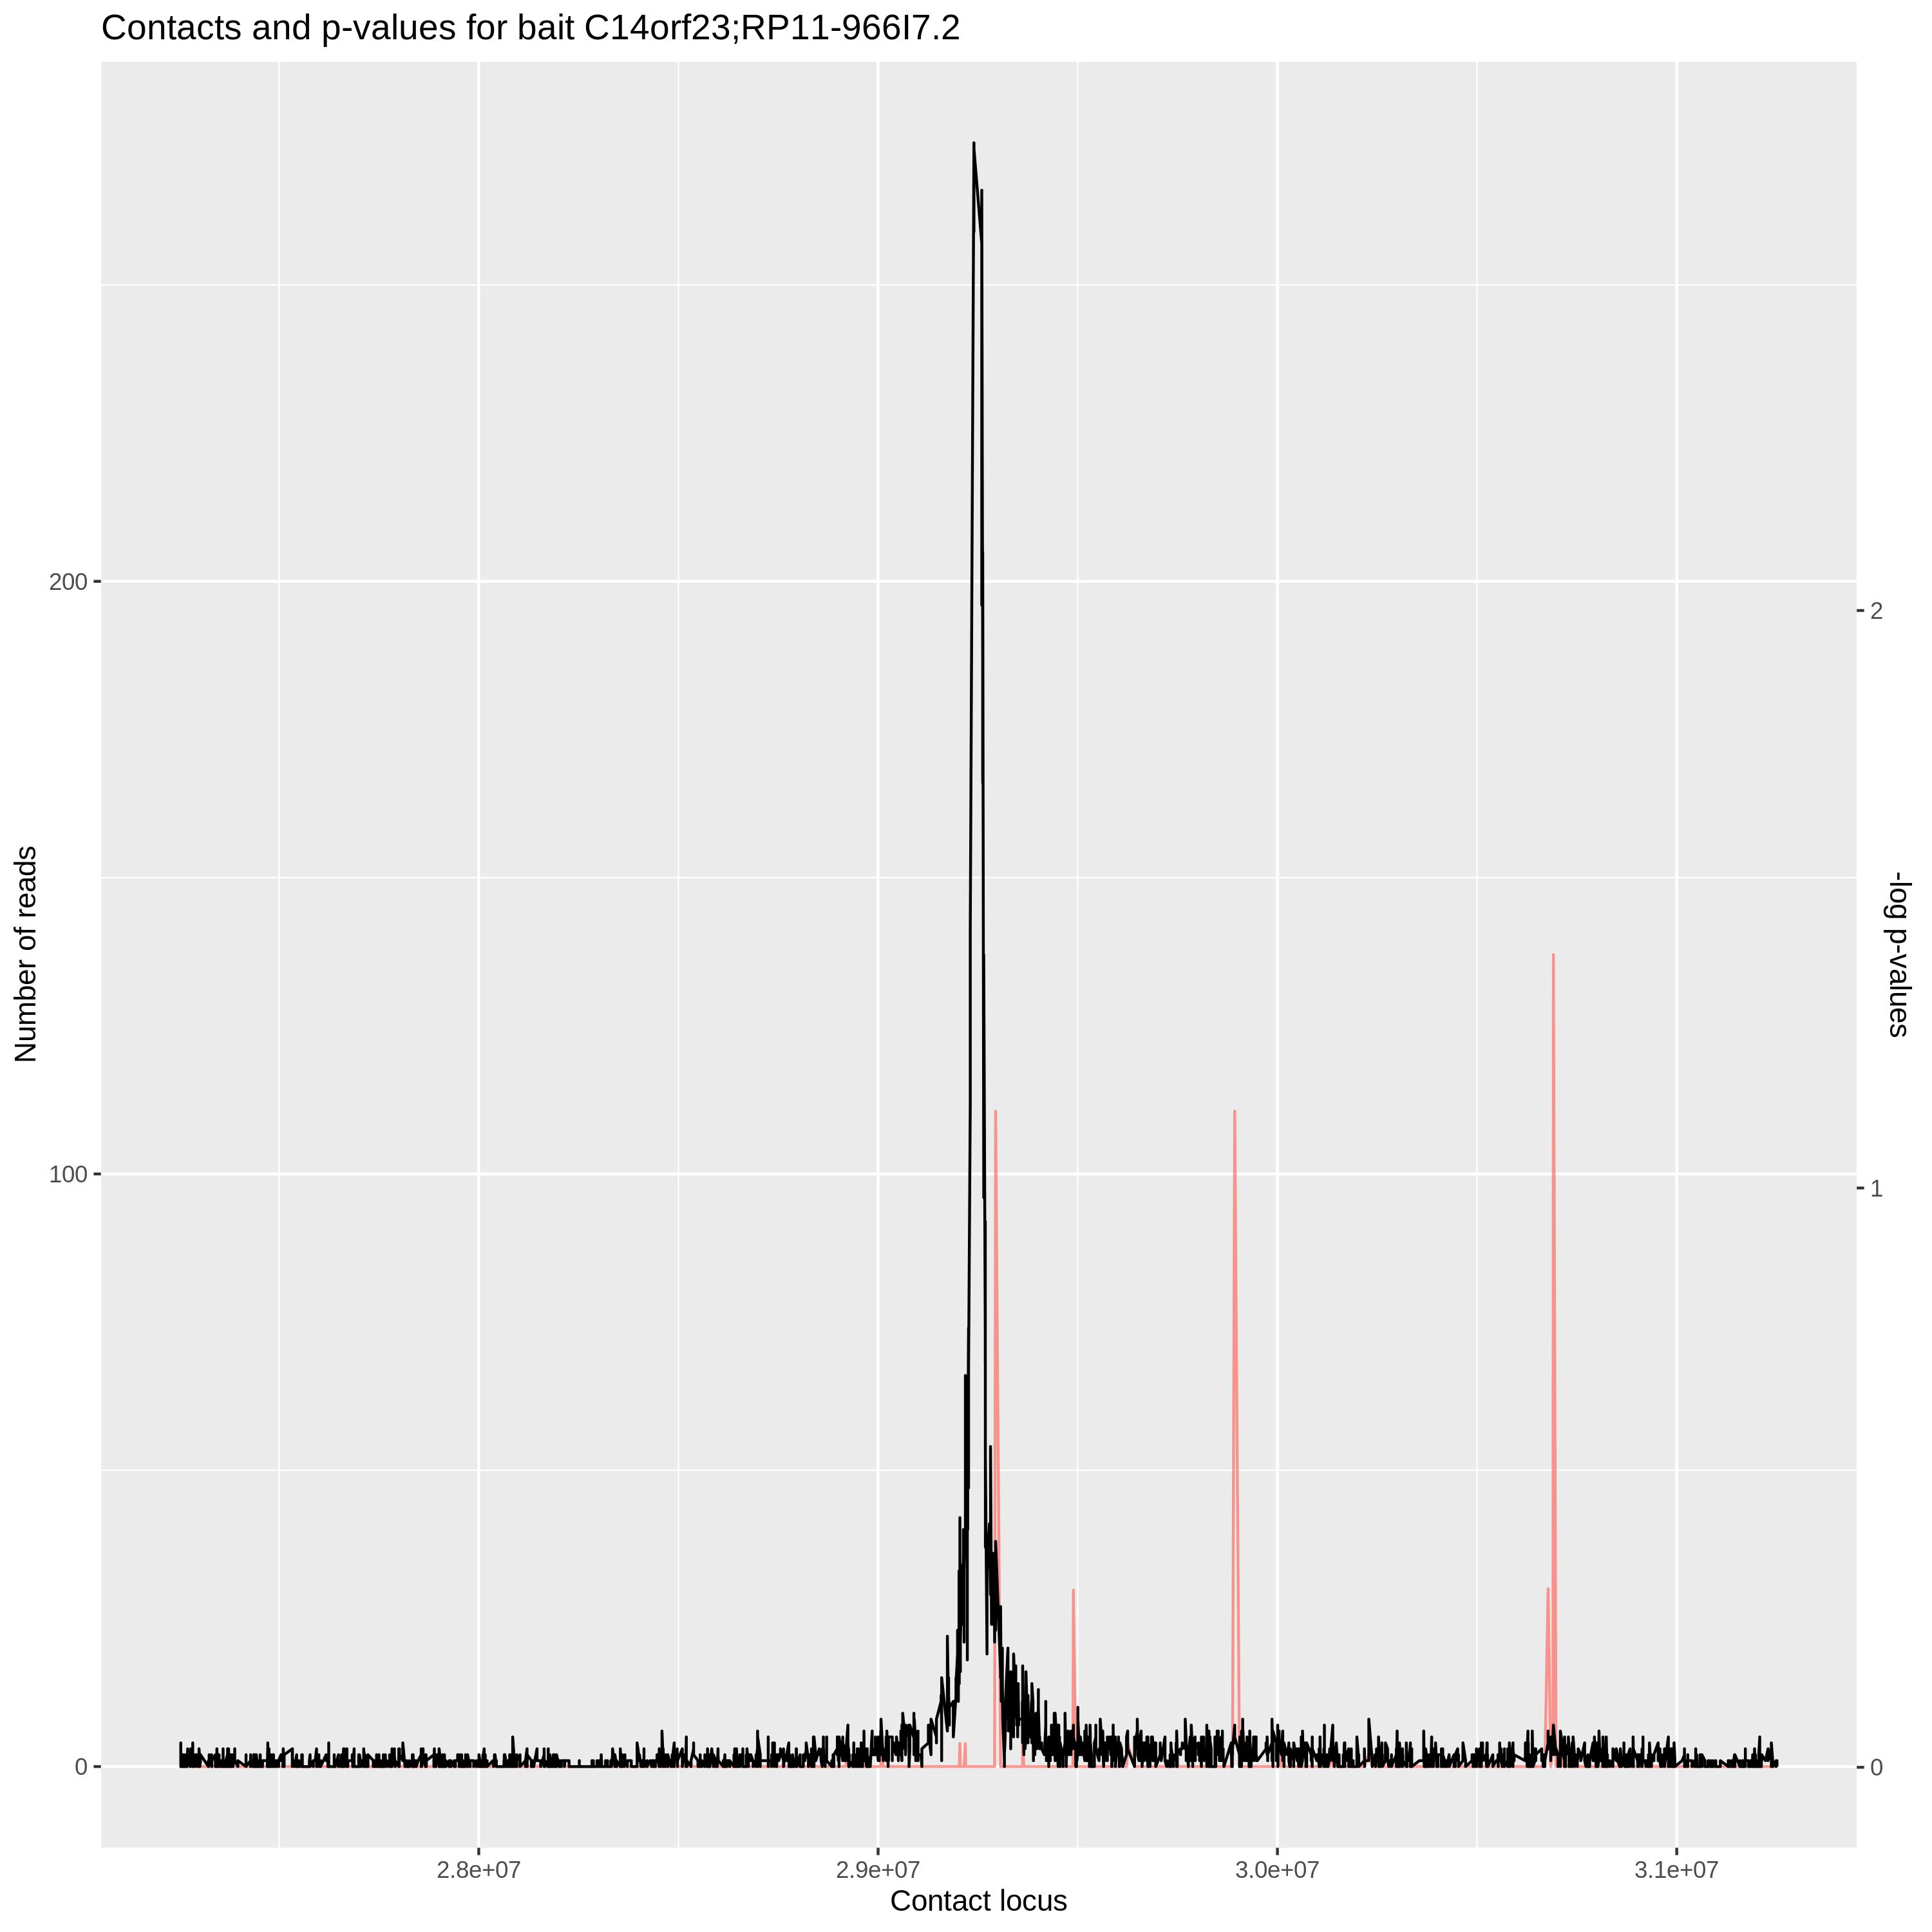 Contacts and p-values for bait C14orf23;RP11-966I7.2
Number of reads
200
100
0
2
1
0
-log p-values
2.8e+07
2.9e+07
3.0e+07
3.1e+07
Contact locus